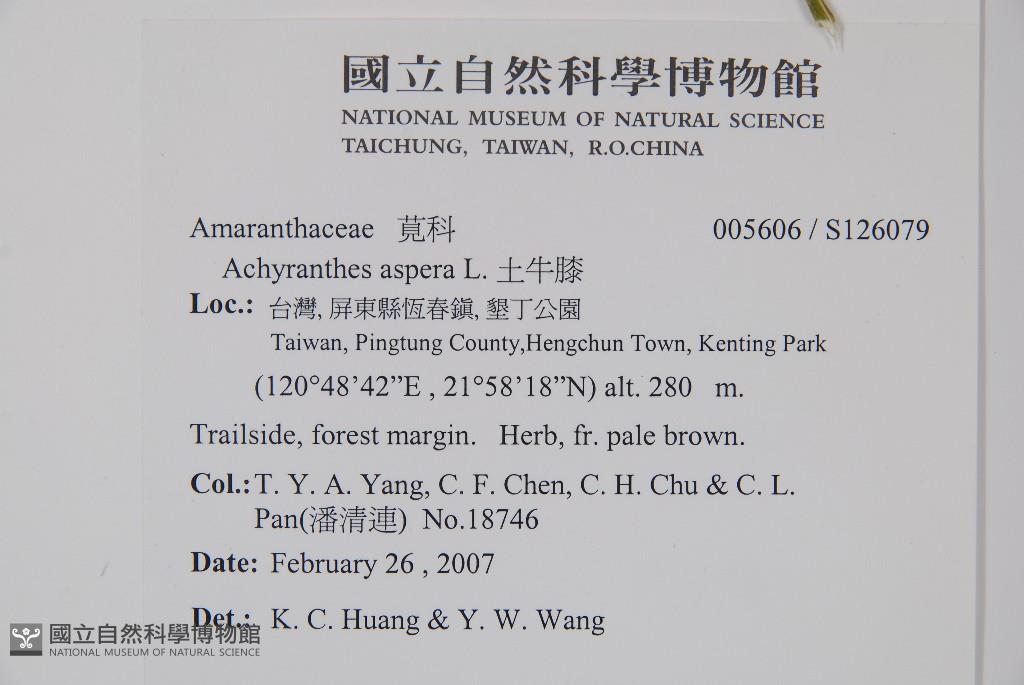 國立自然科學博物館
NATIONAL MUSEUM OF NATURAL SCIENCE
TAICHUNG, TAIWAN, R.O.CHINA
Amaranthaceae 莧科 005606 / S126079
Achyranthes aspera L. 土牛膝
Loc.: 台灣, 屏東縣恆春鎮, 墾丁公園
Taiwan, Pingtung County,Hengchun Town, Kenting Park
(120°48’42”E , 21°58’18”N) alt. 280 m.
Trailside, forest margin. Herb, fr. pale brown.
Col.: T. Y. A. Yang, C. F. Chen, C. H. Chu & C. L.
Pan(潘清連) No.18746
Date: February 26 , 2007
Det.: K. C. Huang & Y. W. Wang
國立自然科學博物館
NATIONAL MUSEUM OF NATURAL SCIENCE